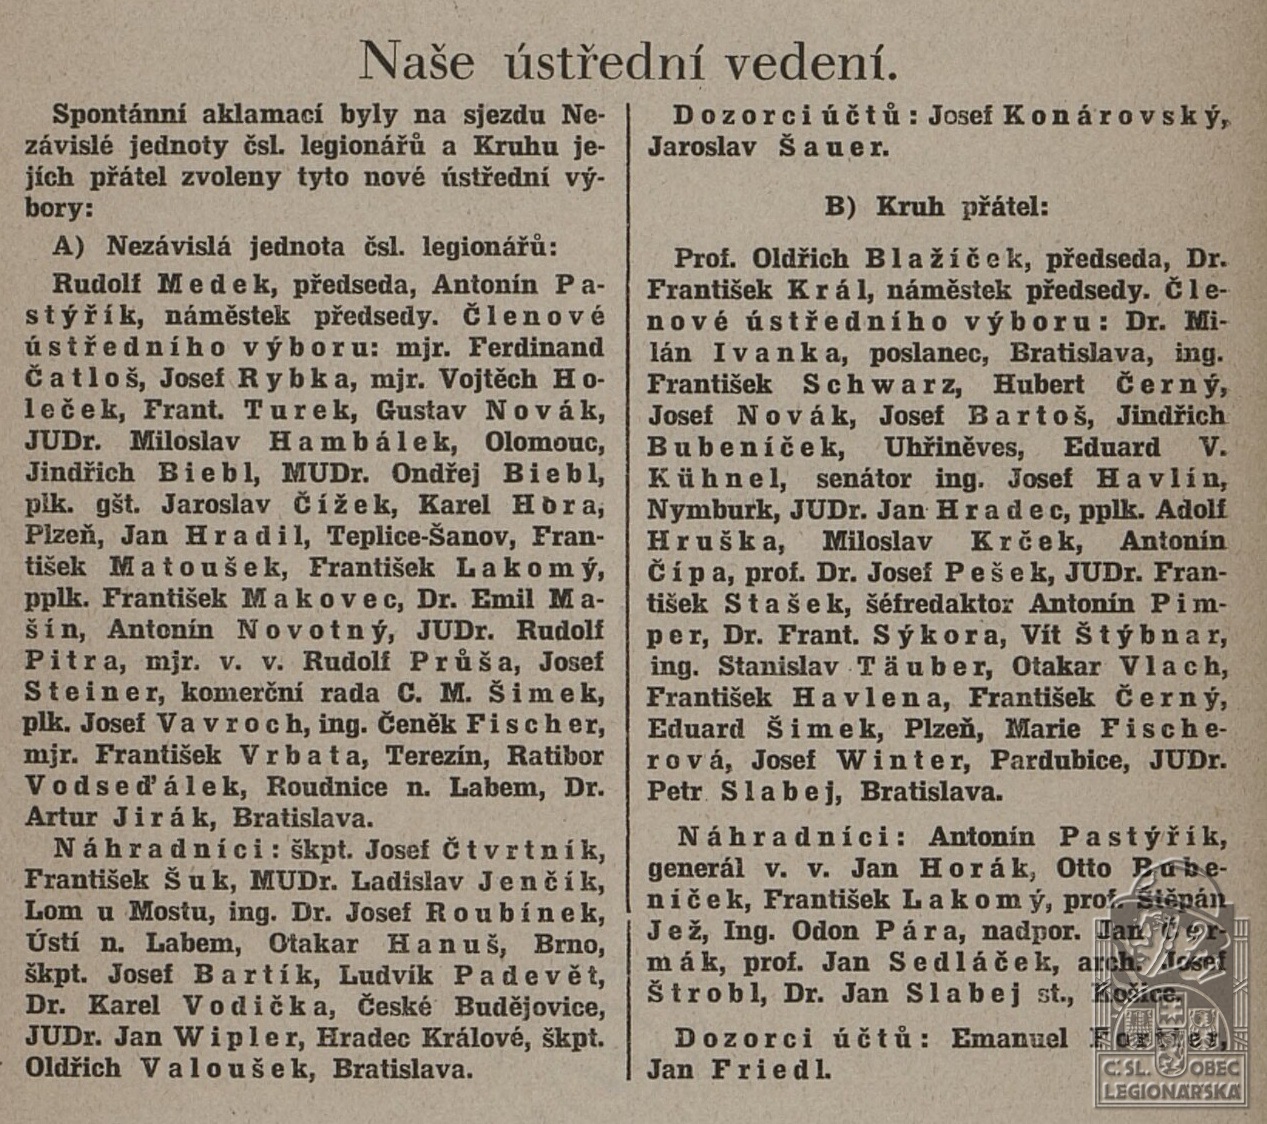 Naše ústřední vedení.
Spontánní aklamací byly na sjezdu Ne-
závislé jednoty čsl. legionářů a Kruhu je-
jích přátel zvoleny tyto nové ústřední vý-
bory:
A) Nezávislá jednota čsl. legionářů:
Rudolf Medek, předseda, Antonín Pa-
stýřík, náměstek předsedy. Členové
ústředního výboru: mjr. Ferdinand
Čatloš, Josef Rybka, mjr. Vojtěch Ho-
leček, Frant. Turek, Gustav Novák,
JUDr. Miloslav Hambálek, Olomouc,
Jindřich Biebl, MUDr. Ondřej Biebl,
plk. gšt. Jaroslav Čížek, Karel Hora,
Plzeň, Jan Hradil, Teplice-Šanov, Fran-
tišek Matoušek, František Lakomý,
pplk. František Makovec, Dr. Emil Ma-
šín, Antonín Novotný, JUDr. Rudolf
Pitra, mjr. v. v. Rudolf Průša, Josef
Steiner, komerční rada C. M. Šimek,
plk. Josef Vavroch, ing. Čeněk Fischer,
mjr. František Vrbata, Terezín, Ratibor
Vodseďálek, Roudnice n. Labem, Dr.
Artur Jirák, Bratislava.
Náhradníci: škpt. Josef Čtvrtník,
František Šuk, MUDr. Ladislav Jenčík,
Lom u Mostu, ing. Dr. Josef Roubínek,
Ústí n. Labem, Otakar Hanuš, Brno,
škpt. Josef Bartík, Ludvík Padevět,
Dr. Karel Vodička, České Budějovice,
JUDr. Jan Wipler, Hradec Králové, škpt.
Oldřich Valoušek, Bratislava.
Dozorci účtů: Josef Konárovský,
Jaroslav Šauer.
B) Kruh přátel:
Prof. Oldřich Blažíček, předseda, Dr.
František Král, náměstek předsedy. Čle-
nové ústředního výboru: Dr. Mi-
lán Ivanka, poslanec, Bratislava, ing.
František Schwarz, Hubert Černý,
Josef Novák, Josef Bartoš, Jindřich
Bubeníček, Uhřiněves, Eduard V.
Kühnel, senátor ing. Josef Havlín,
Nymburk, JUDr. Jan Hradec, pplk. Adolf
Hruška, Miloslav Krček, Antonín
Čípa, prof. Dr. Josef Pešek, JUDr. Fran-
tišek Stašek, šéfredaktor Antonín Pim-
per, Dr. Frant. Sýkora, Vít Štýbnar,
ing. Stanislav Täuber, Otakar Vlach,
František Havlena, František Černý,
Eduard Šimek, Plzeň, Marie Fische-
rová, Josef Winter, Pardubice, JUDr.
Petr Slabej, Bratislava.
Náhradníci: Antonín Pastýřík,
generál v. v. Jan Horák, Otto Bube-
níček, František Lakomý, prof. Štěpán
Jež, Ing. Odon Pára, nadpor. Jan Čer-
mák, prof. Jan Sedláček, arch. Josef
Štrobl, Dr. Jan Slabej st., Košice.
Dozorci účtů: Emanuel
Jan Friedl.
Č. SL. OBEC
LEGIONÁŘSKÁ